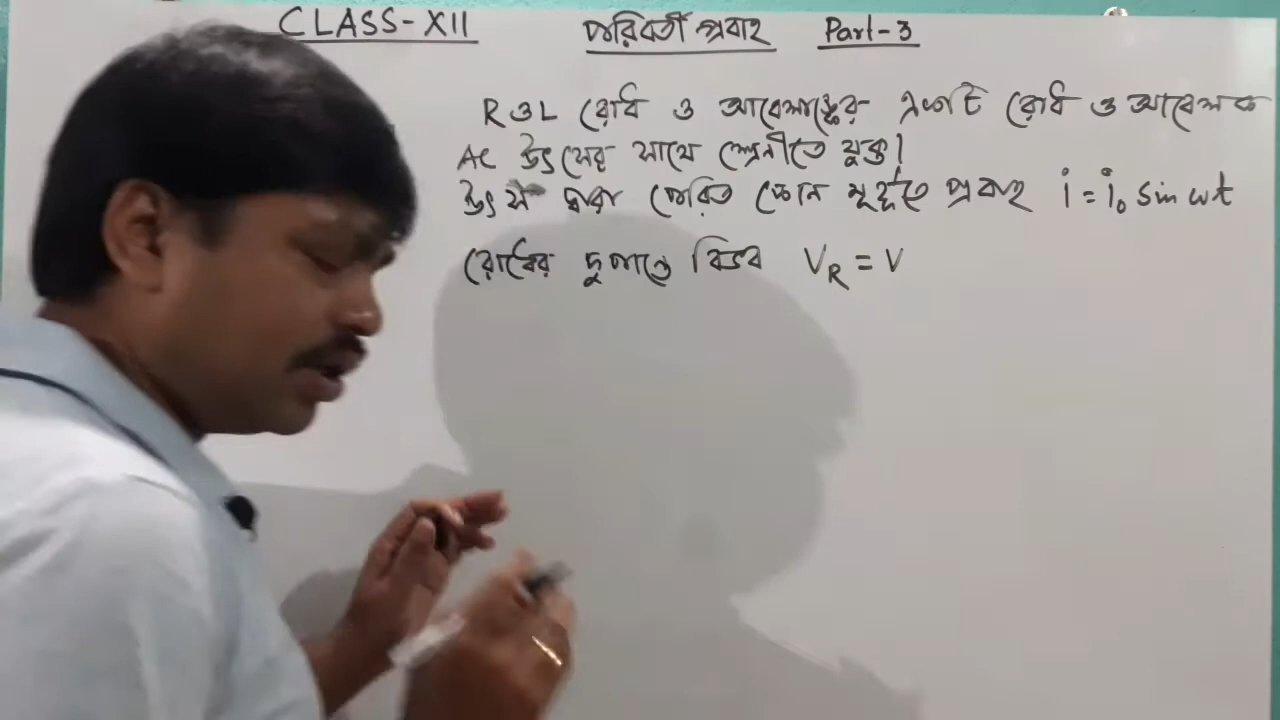 CLASS-XII পরিবর্তী প্রবাহ Part-3
R ও L রোধ ও আবেশাঙ্কের একটি রোধ ও আবেশক
AC উৎসের সাথে শ্রেনীতে যুক্ত।
উৎস দ্বারা প্রেরিত কোন মূহূর্তে প্রবাহ i = i₀ sin ωt
রোধের দুপ্রান্তে বিভব V_R = V